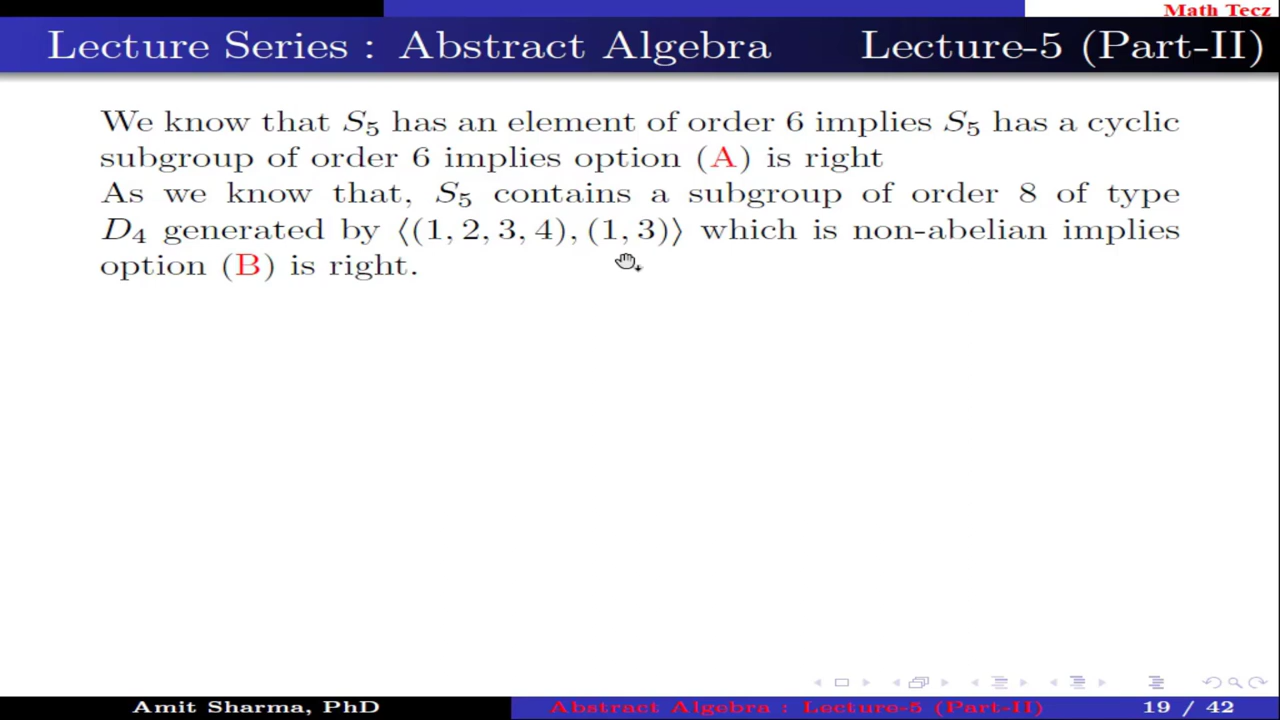 Math Tecz
Lecture Series : Abstract Algebra Lecture-5 (Part-II)
We know that S₅ has an element of order 6 implies S₅ has a cyclic
subgroup of order 6 implies option (A) is right
As we know that, S₅ contains a subgroup of order 8 of type
D₄ generated by ⟨(1, 2, 3, 4), (1, 3)⟩ which is non-abelian implies
option (B) is right.
Amit Sharma, PhD Abstract Algebra : Lecture-5 (Part-II) 19 / 42